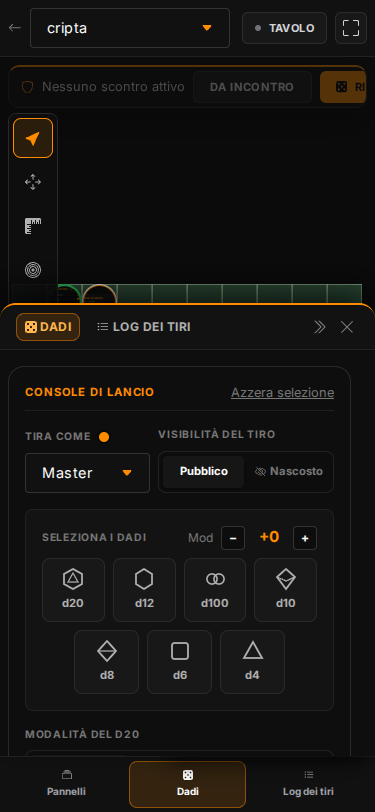 cripta
TAVOLO
Nessuno scontro attivo
DA INCONTRO
DADI
LOG DEI TIRI
CONSOLE DI LANCIO
Azzera selezione
TIRA COME
VISIBILITÀ DEL TIRO
Master
Pubblico
Nascosto
SELEZIONA I DADI
Mod
−
+0
+
d20
d12
d100
d10
d8
d6
d4
MODALITÀ DEL D20
Pannelli
Dadi
Log dei tiri